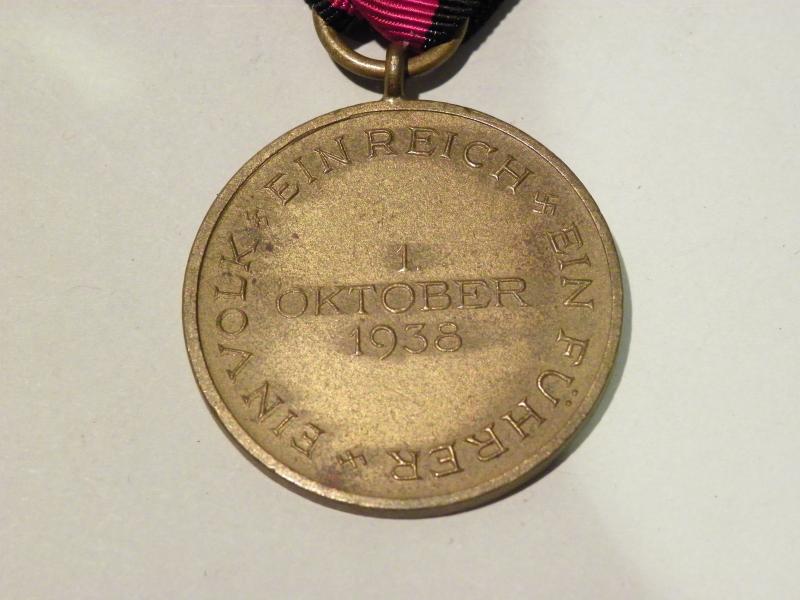 EIN VOLK EIN REICH EIN FÜHRER
1.
OKTOBER
1938